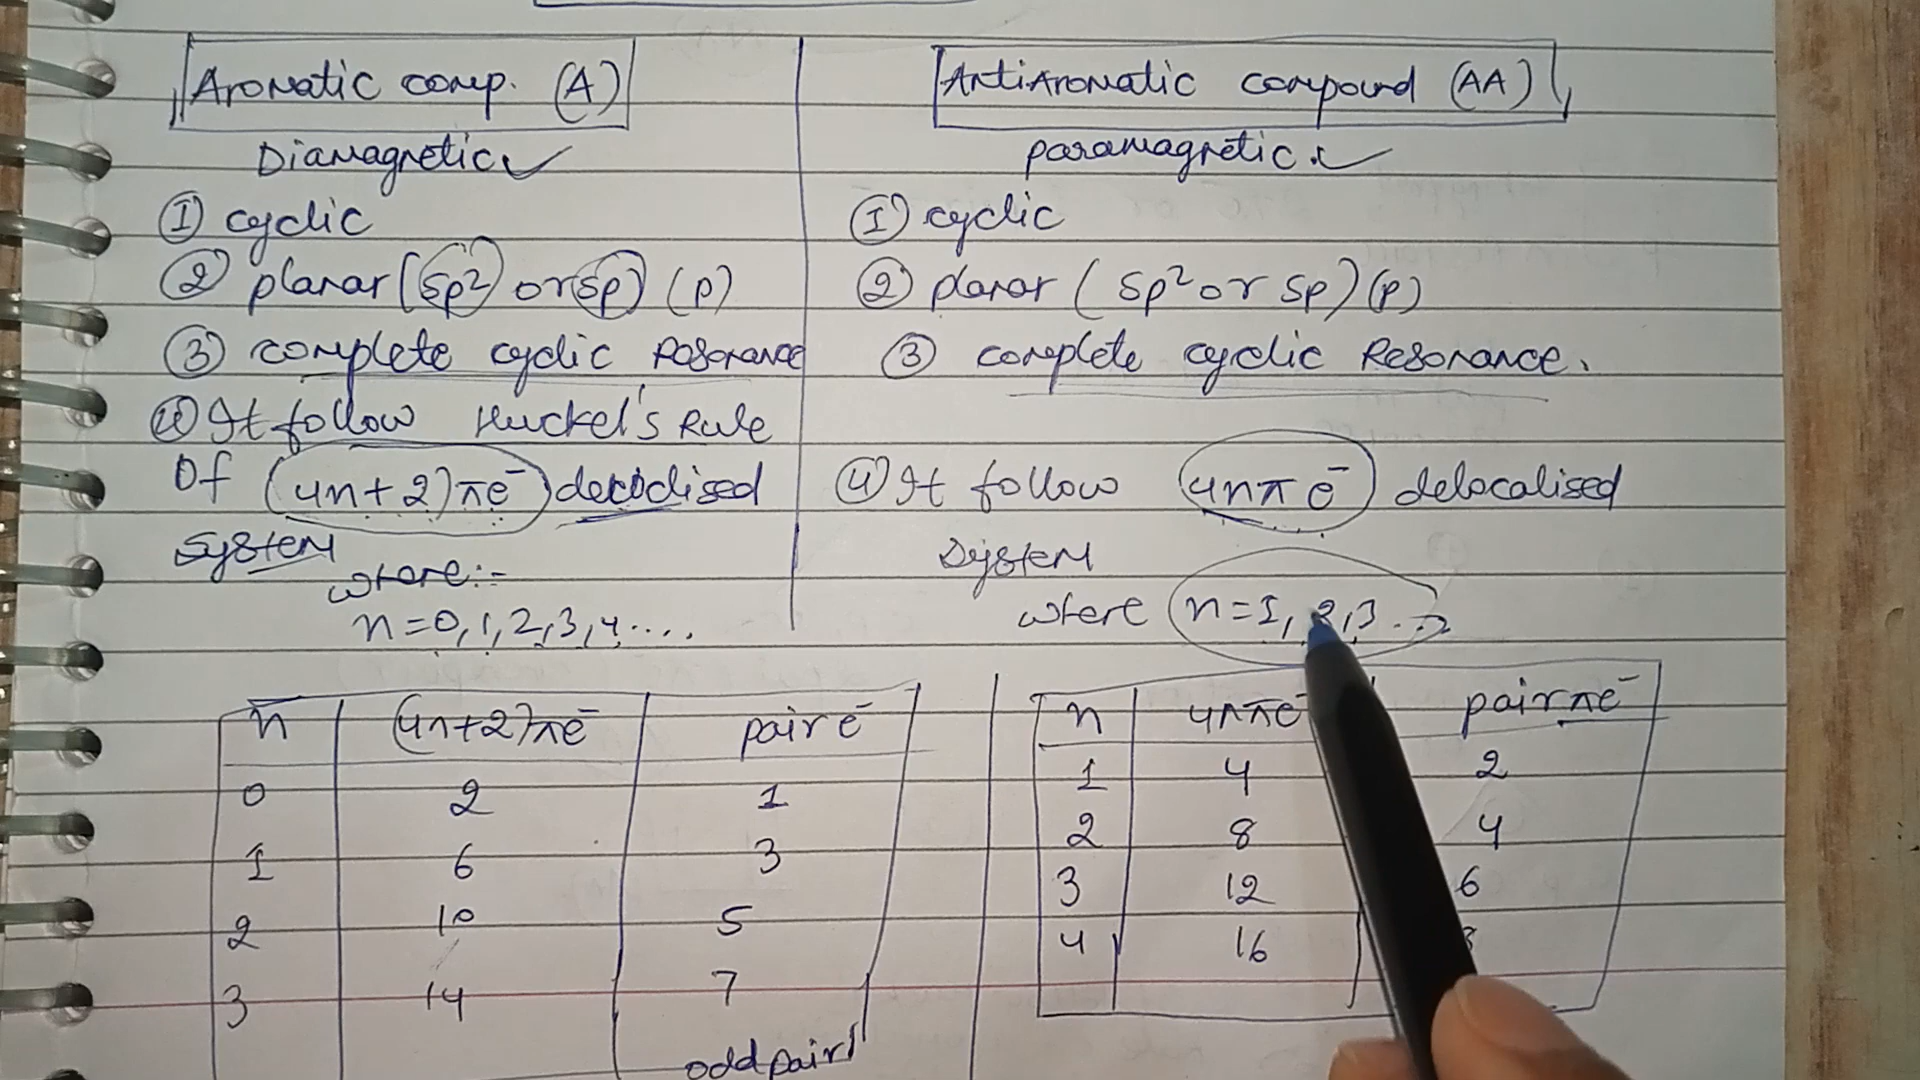 Aromatic comp. (A)
Diamagnetic
① cyclic
② planar (sp² or sp) (p)
③ complete cyclic Resonance
④ It follow Huckel's Rule
Of (4n+2)πe⁻ delocalised
System
where:-
n=0,1,2,3,4....
n (4n+2)πe⁻ pair e⁻
0 2 1
1 6 3
2 10 5
3 14 7
odd pair
AntiAromatic compound (AA)
paramagnetic.
① cyclic
② planar (sp² or sp) (p)
③ complete cyclic Resonance.
④ It follow 4nπe⁻ delocalised
System
where n=1,2,3...
n 4nπe⁻ pair πe⁻
1 4 2
2 8 4
3 12 6
4 16